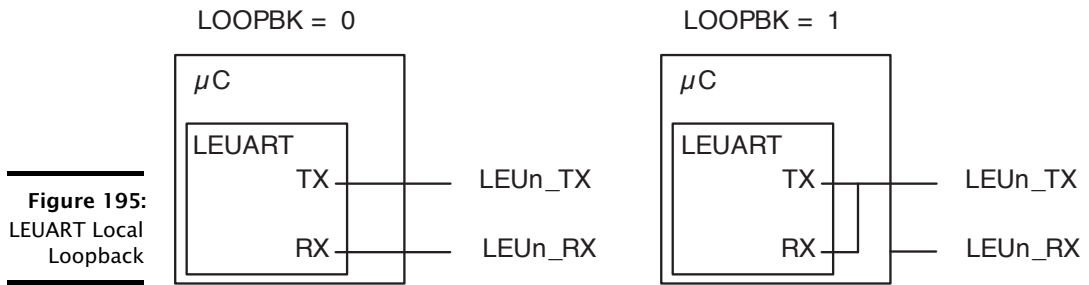 LOOPBK = 0
µC
LEUART
TX
LEUn_TX
RX
LEUn_RX
LOOPBK = 1
µC
LEUART
TX
LEUn_TX
RX
LEUn_RX
Figure 195:
LEUART Local
Loopback